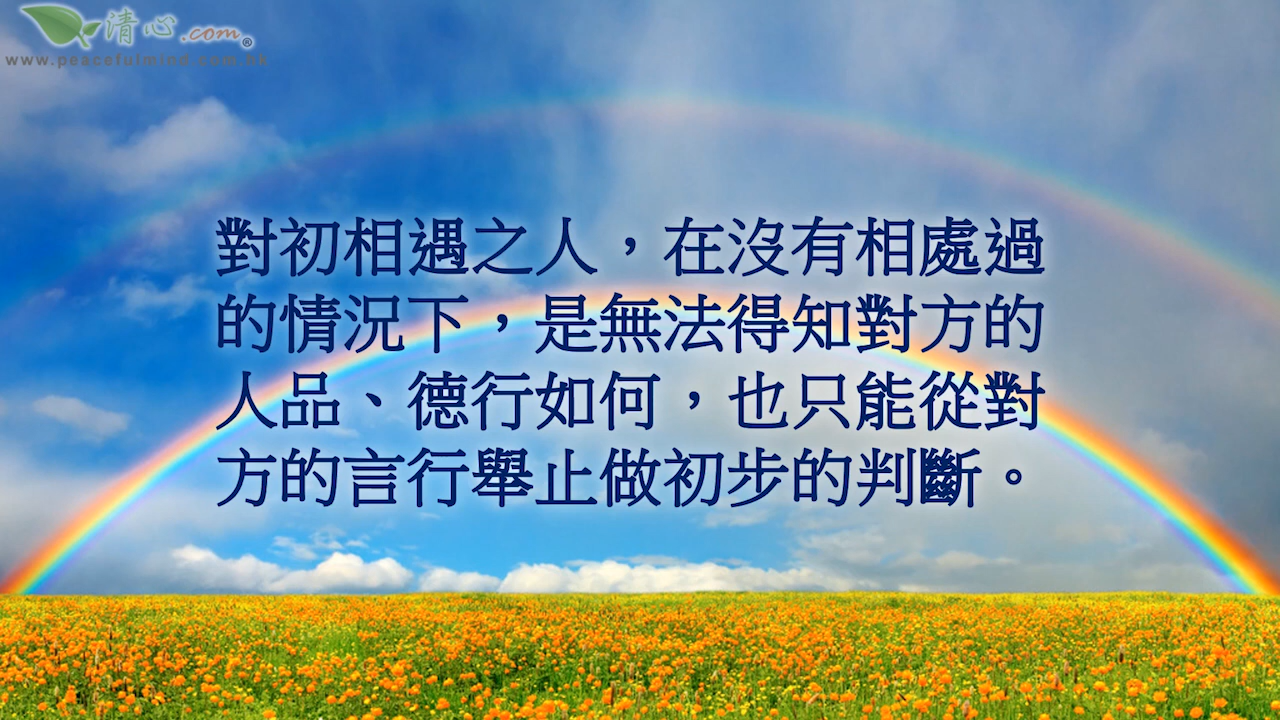 清心.com®
www.peacefulmind.com.hk
對初相遇之人，在沒有相處過
的情況下，是無法得知對方的
人品、德行如何，也只能從對
方的言行舉止做初步的判斷。